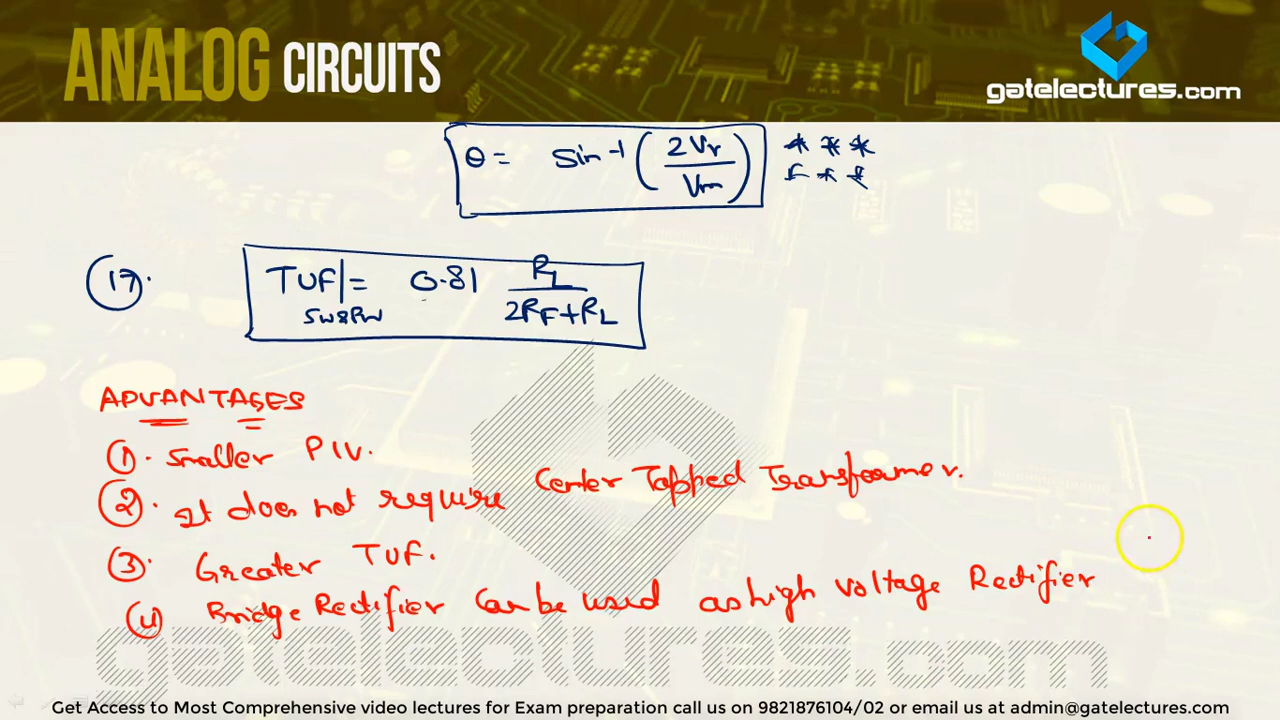 ANALOG CIRCUITS
gatelectures.com
θ = Sin-1 (2Vr/Vm) ***
***
17. TUF|SW&PW = 0.81 RL/2RF+RL
ADVANTAGES
1. Smaller PIV.
2. It does not require Center Tapped Transformer.
3. Greater TUF.
4 Bridge Rectifier Can be used as high voltage Rectifier
gatelectures.com
Get Access to Most Comprehensive video lectures for Exam preparation call us on 9821876104/02 or email us at admin@gatelectures.com